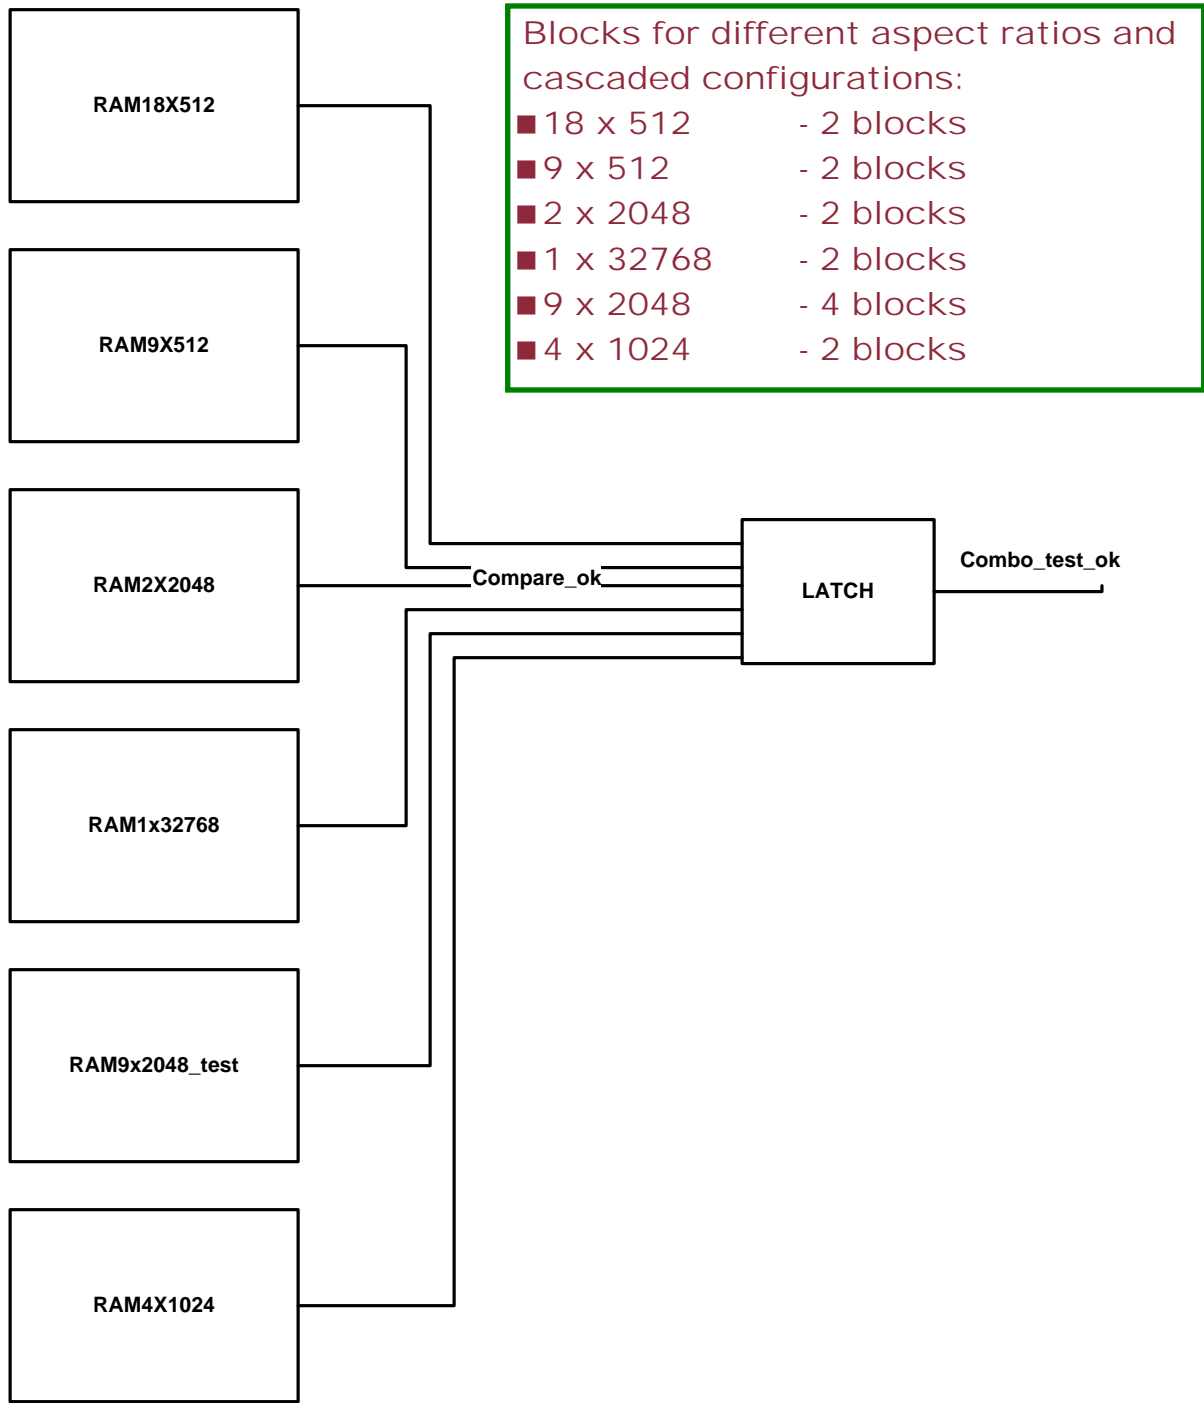 Blocks for different aspect ratios and
cascaded configurations:
■ 18 x 512 - 2 blocks
■ 9 x 512 - 2 blocks
■ 2 x 2048 - 2 blocks
■ 1 x 32768 - 2 blocks
■ 9 x 2048 - 4 blocks
■ 4 x 1024 - 2 blocks
RAM18X512
RAM9X512
RAM2X2048
Compare_ok
LATCH
Combo_test_ok
RAM1x32768
RAM9x2048_test
RAM4X1024